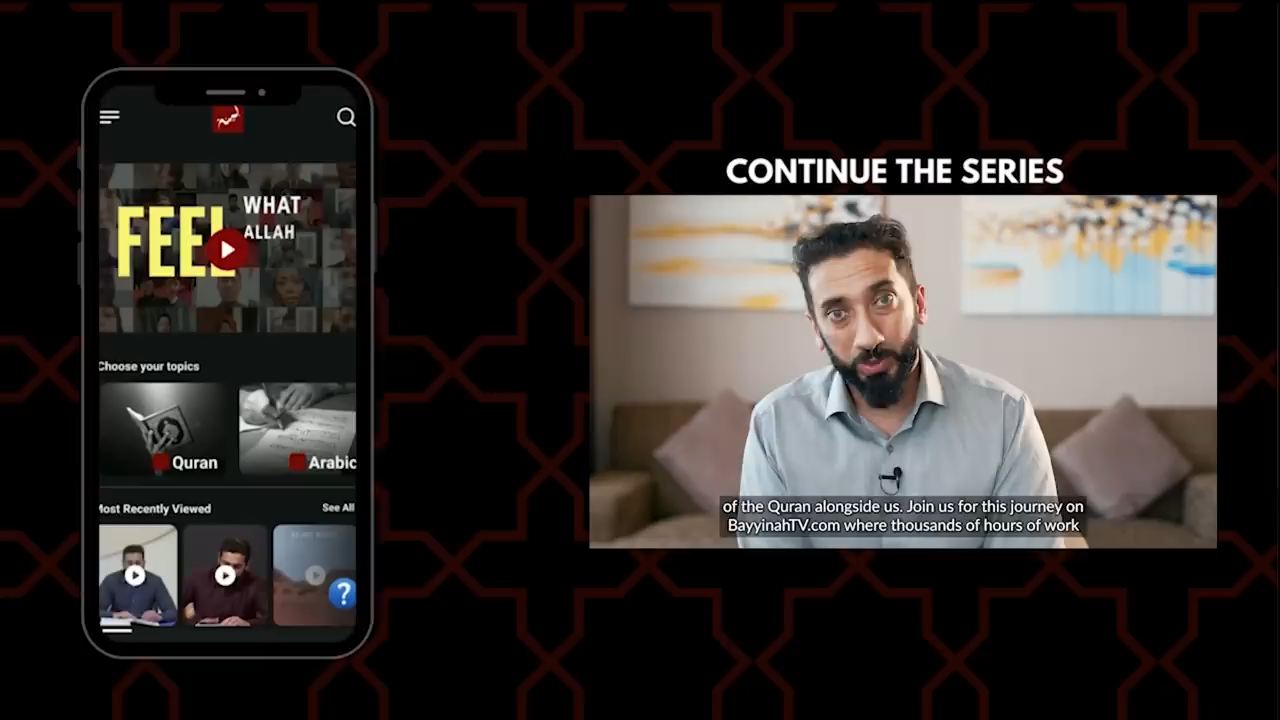 FEEL
WHAT
ALLAH
Choose your topics
Quran
Arabic
Most Recently Viewed
See All
?
CONTINUE THE SERIES
of the Quran alongside us. Join us for this journey on
BayyinahTV.com where thousands of hours of work